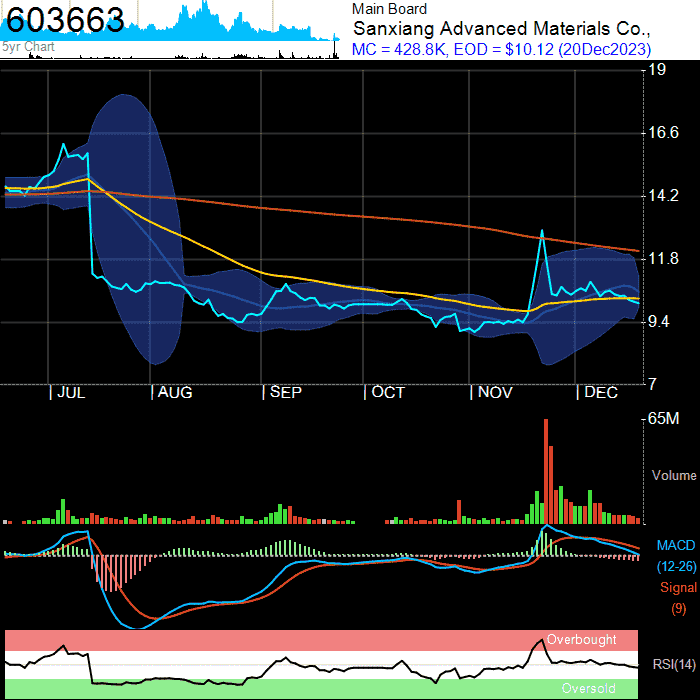 603663
5yr Chart
Main Board
Sanxiang Advanced Materials Co.,
MC = 428.8K, EOD = $10.12 (20Dec2023)
19
16.6
14.2
11.8
9.4
7
JUL AUG SEP OCT NOV DEC
65M
Volume
MACD
(12-26)
Signal
(9)
Overbought
RSI(14)
Oversold